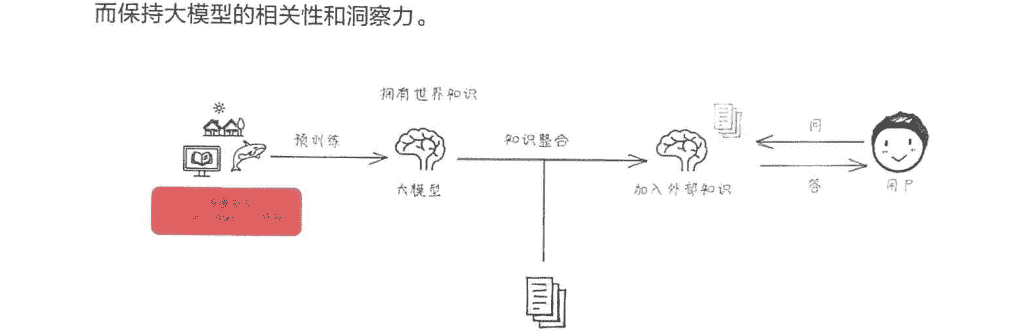 而保持大模型的相关性和洞察力。
拥有世界知识
预训练
知识整合
问
大模型
加入外部知识
答
用户